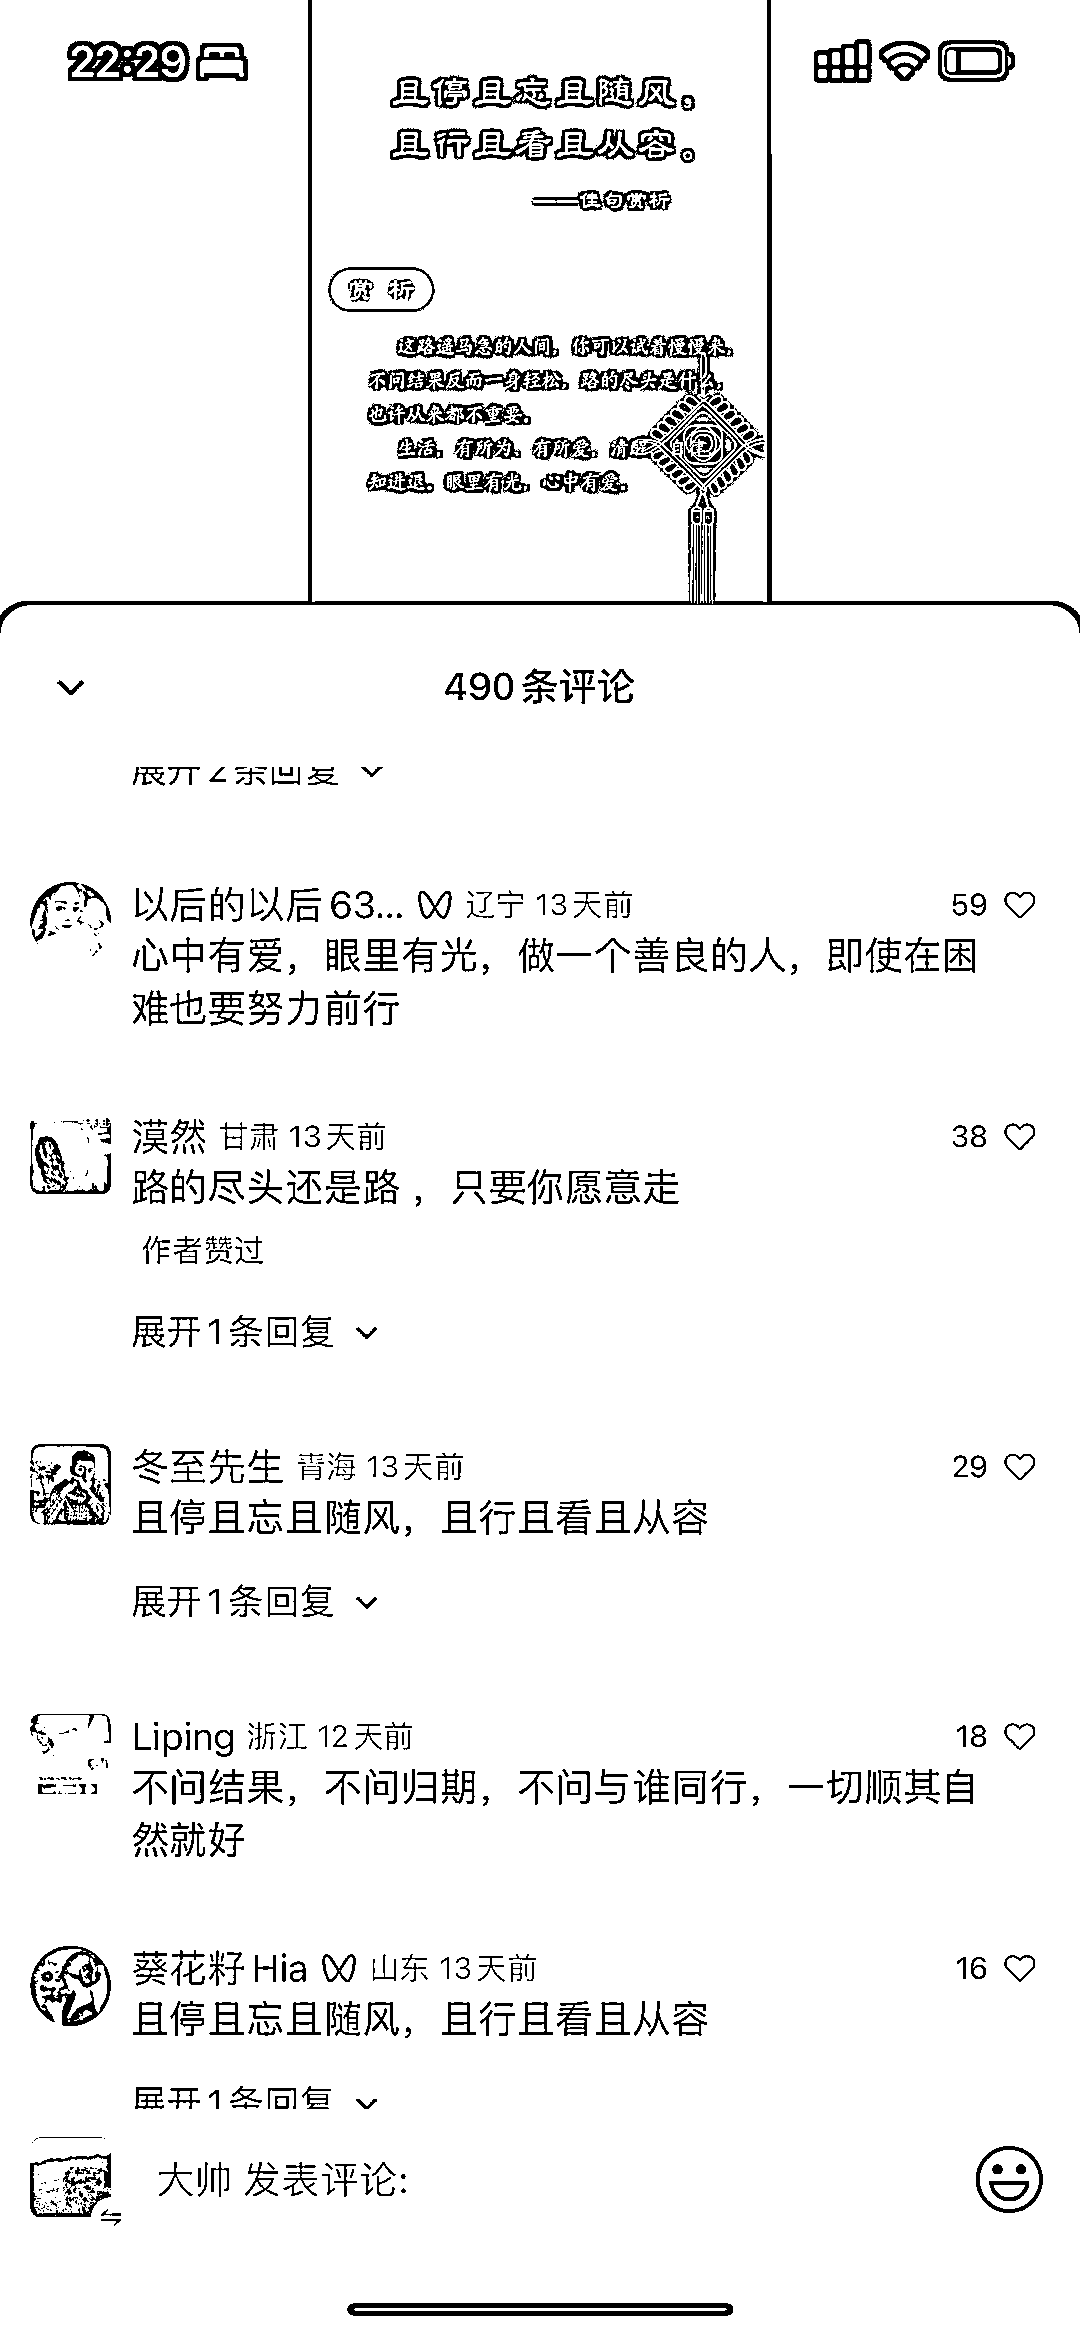 22:29
且停且忘且随风。
且行且看且从容。
——佳句赏析
赏 析
这路遥马急的人间，你可以试着慢慢来，
不问结果反而一身轻松，路的尽头是什么，
也许从来都不重要。
生活，有所为、有所爱，清醒 自律
知进退。眼里有光，心中有爱。
490条评论
展开2条回复
以后的以后63... 辽宁 13天前 59
心中有爱，眼里有光，做一个善良的人，即使在困
难也要努力前行
漠然 甘肃 13天前 38
路的尽头还是路 ，只要你愿意走
作者赞过
展开1条回复
冬至先生 青海 13天前 29
且停且忘且随风，且行且看且从容
展开1条回复
Liping 浙江 12天前 18
不问结果，不问归期，不问与谁同行，一切顺其自
然就好
葵花籽Hia 山东 13天前 16
且停且忘且随风，且行且看且从容
展开1条回复
大帅 发表评论: